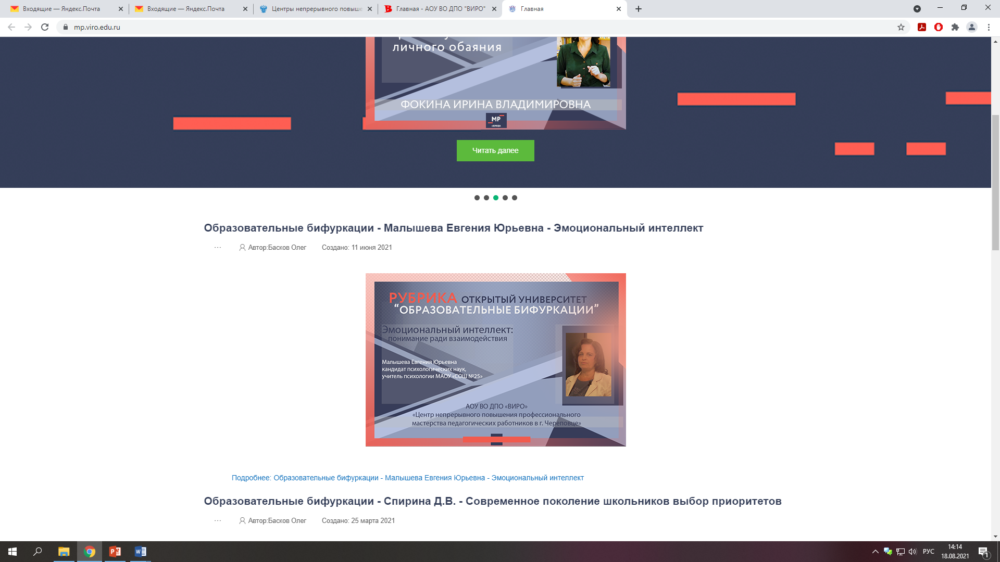 Входящие — Яндекс.Почта
Входящие — Яндекс.Почта
Центры непрерывного повыше
Главная - АОУ ВО ДПО "ВИРО"
Главная
mp.viro.edu.ru
личного обаяния
ФОКИНА ИРИНА ВЛАДИМИРОВНА
МР
Читать далее
Образовательные бифуркации - Малышева Евгения Юрьевна - Эмоциональный интеллект
Автор:Басков Олег Создано: 11 июня 2021
РУБРИКА ОТКРЫТЫЙ УНИВЕРСИТЕТ
“ОБРАЗОВАТЕЛЬНЫЕ БИФУРКАЦИИ”
Эмоциональный интеллект:
понимание ради взаимодействия
Малышева Евгения Юрьевна
кандидат психологических наук,
учитель психологии МАОУ «СОШ №25»
АОУ ВО ДПО «ВИРО»
«Центр непрерывного повышения профессионального
мастерства педагогических работников в г. Череповце»
Подробнее: Образовательные бифуркации - Малышева Евгения Юрьевна - Эмоциональный интеллект
Образовательные бифуркации - Спирина Д.В. - Современное поколение школьников выбор приоритетов
Автор:Басков Олег Создано: 25 марта 2021
РУС
14:14
18.08.2021
1